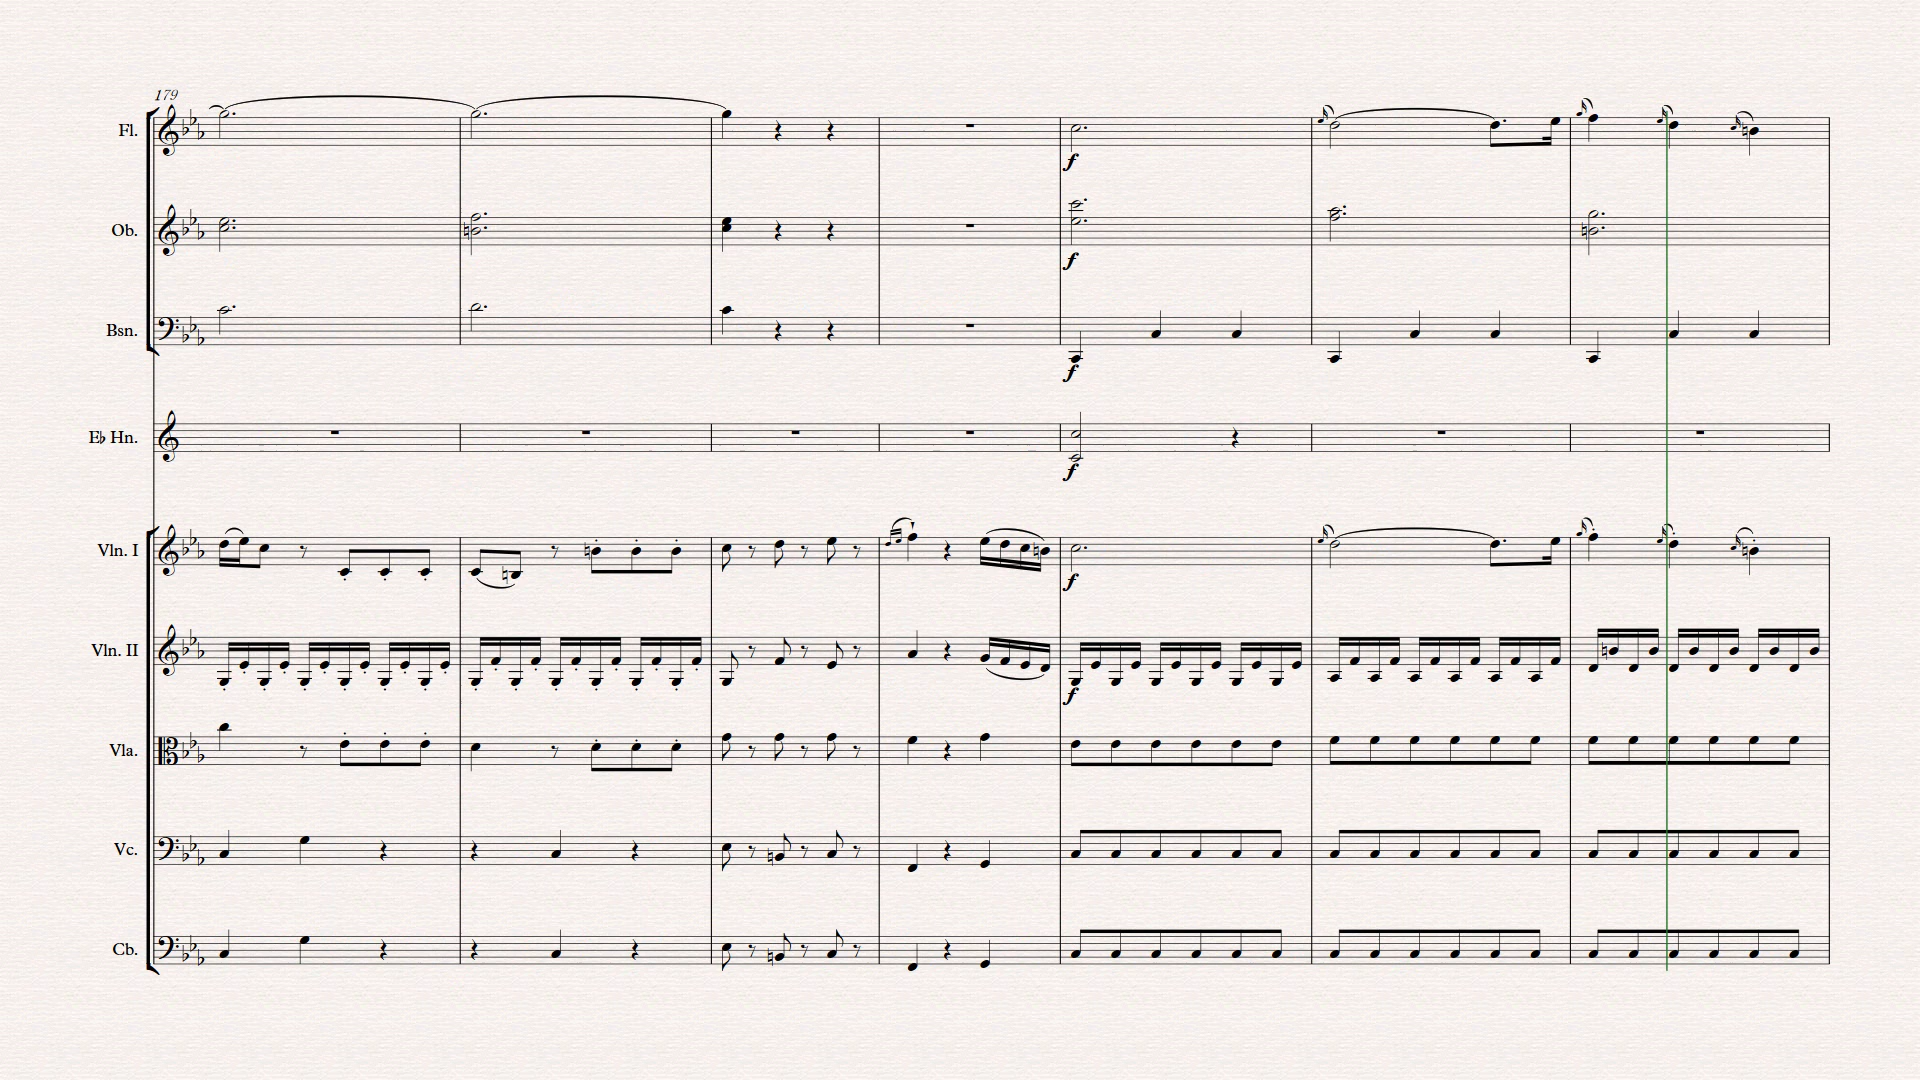 179
Fl.
Ob.
Bsn.
f
f
f
E♭ Hn.
f
Vln. I
f
Vln. II
f
Vla.
Vc.
Cb.